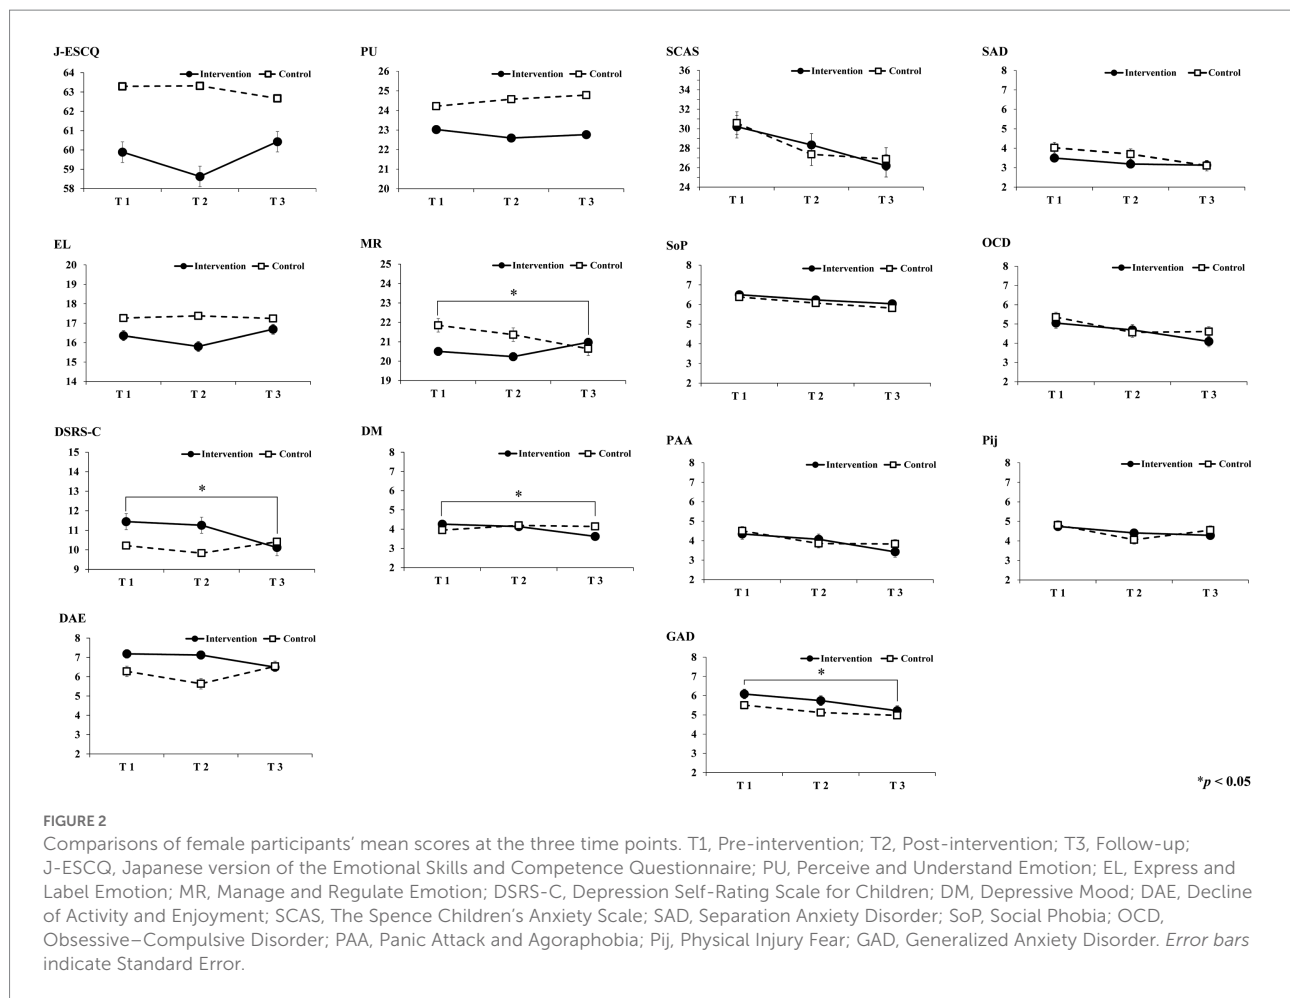 J-ESCQ
Intervention Control
64
63
62
61
60
59
58
T 1 T 2 T 3
PU
Intervention Control
26
25
24
23
22
21
20
T 1 T 2 T 3
SCAS
Intervention Control
36
34
32
30
28
26
24
T 1 T 2 T 3
SAD
Intervention Control
8
7
6
5
4
3
2
T 1 T 2 T 3
EL
Intervention Control
20
19
18
17
16
15
14
T 1 T 2 T 3
MR
Intervention Control
25
24
23
22
21
20
19
*
T 1 T 2 T 3
SoP
Intervention Control
8
7
6
5
4
3
2
T 1 T 2 T 3
OCD
Intervention Control
8
7
6
5
4
3
2
T 1 T 2 T 3
DSRS-C
Intervention Control
15
14
13
12
11
10
9
*
T 1 T 2 T 3
DM
Intervention Control
8
7
6
5
4
3
2
*
T 1 T 2 T 3
PAA
Intervention Control
8
7
6
5
4
3
2
T 1 T 2 T 3
Pij
Intervention Control
8
7
6
5
4
3
2
T 1 T 2 T 3
DAE
Intervention Control
8
7
6
5
4
3
2
T 1 T 2 T 3
GAD
Intervention Control
8
7
6
5
4
3
2
*
T 1 T 2 T 3
*p < 0.05
FIGURE 2
Comparisons of female participants’ mean scores at the three time points. T1, Pre-intervention; T2, Post-intervention; T3, Follow-up;
J-ESCQ, Japanese version of the Emotional Skills and Competence Questionnaire; PU, Perceive and Understand Emotion; EL, Express and
Label Emotion; MR, Manage and Regulate Emotion; DSRS-C, Depression Self-Rating Scale for Children; DM, Depressive Mood; DAE, Decline
of Activity and Enjoyment; SCAS, The Spence Children’s Anxiety Scale; SAD, Separation Anxiety Disorder; SoP, Social Phobia; OCD,
Obsessive–Compulsive Disorder; PAA, Panic Attack and Agoraphobia; Pij, Physical Injury Fear; GAD, Generalized Anxiety Disorder. Error bars
indicate Standard Error.